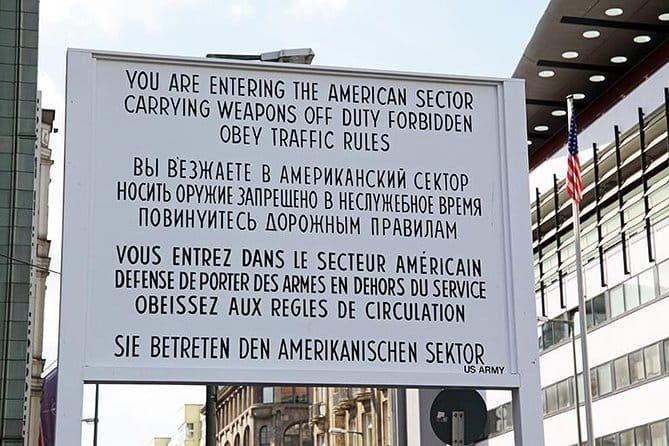 YOU ARE ENTERING THE AMERICAN SECTOR
CARRYING WEAPONS OFF DUTY FORBIDDEN
OBEY TRAFFIC RULES
ВЫ ВЪЕЗЖАЕТЕ В АМЕРИКАНСКИЙ СЕКТОР
НОСИТЬ ОРУЖИЕ ЗАПРЕЩЕНО В НЕСЛУЖЕБНОЕ ВРЕМЯ
ПОВИНУЙТЕСЬ ДОРОЖНЫМ ПРАВИЛАМ
VOUS ENTREZ DANS LE SECTEUR AMÉRICAIN
DEFENSE DE PORTER DES ARMES EN DEHORS DU SERVICE
OBEISSEZ AUX REGLES DE CIRCULATION
SIE BETRETEN DEN AMERIKANISCHEN SEKTOR
US ARMY